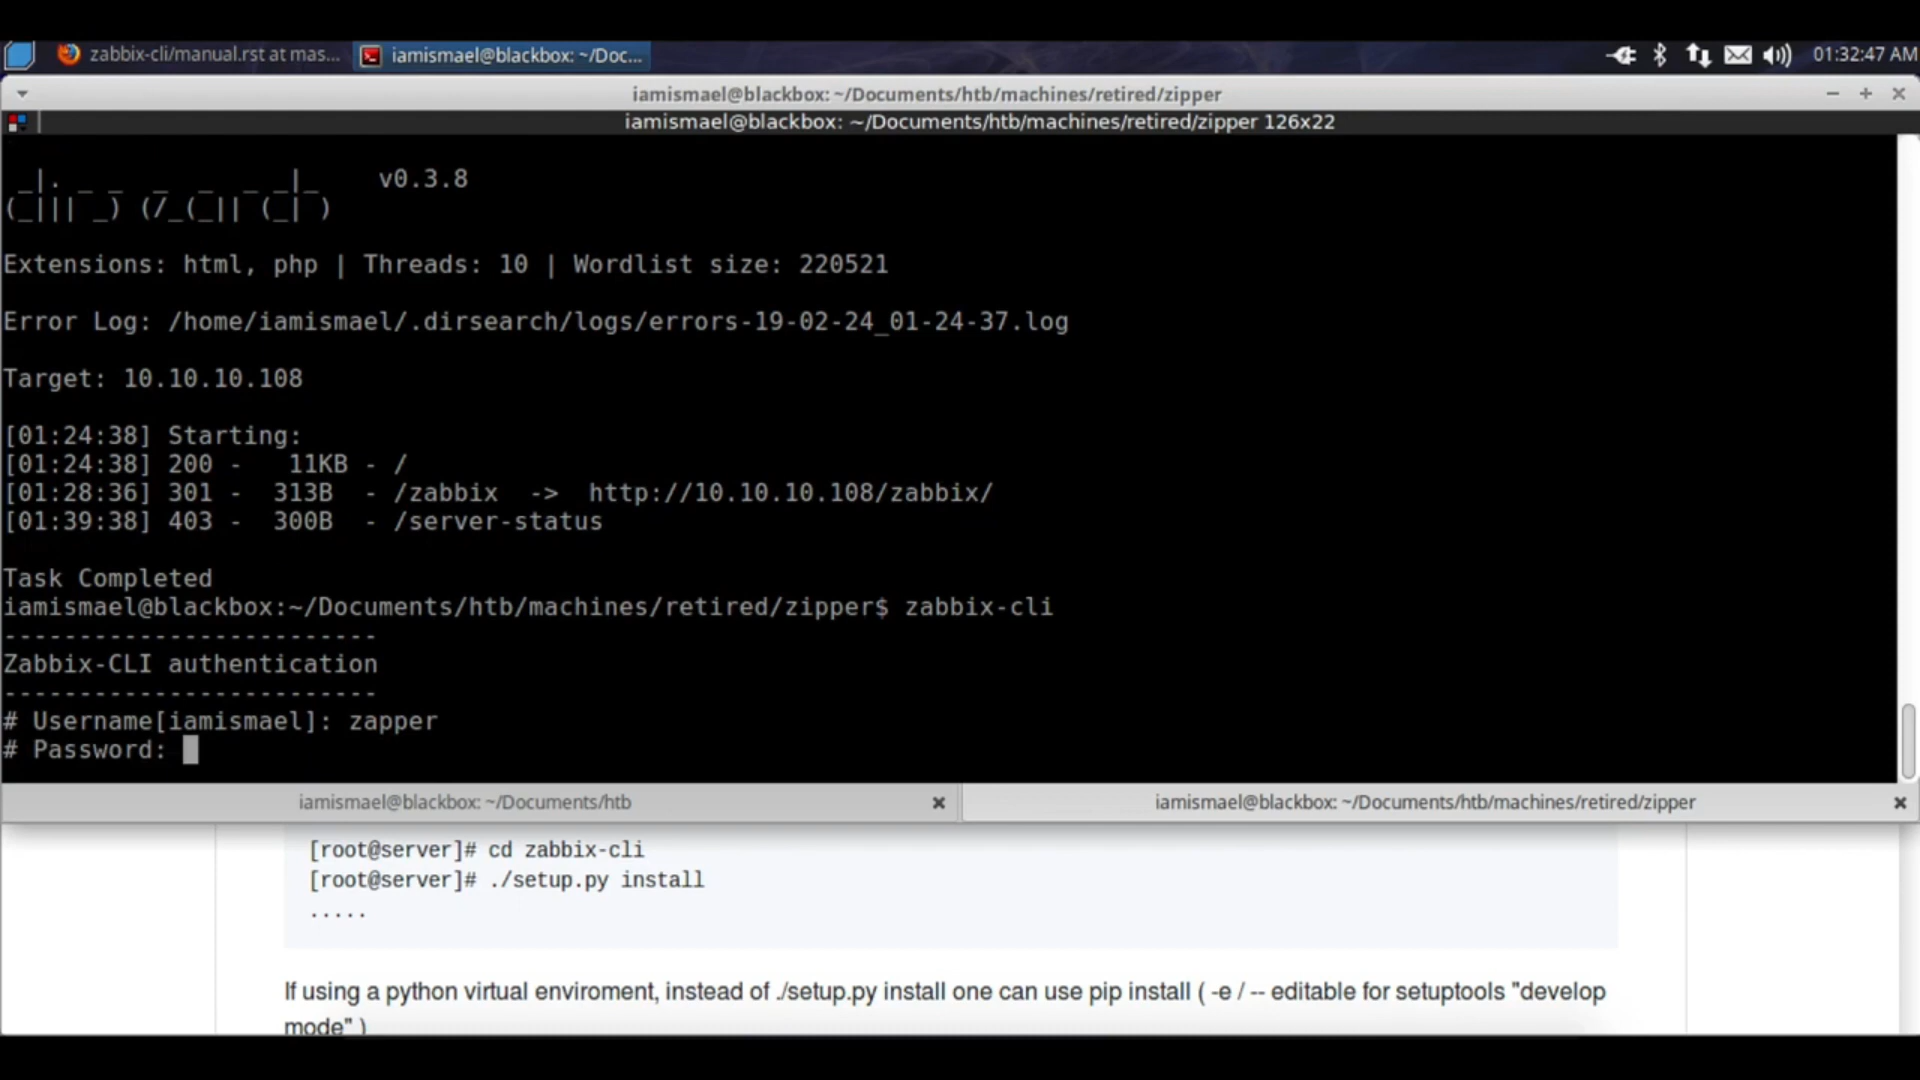 zabbix-cli/manual.rst at mas...
iamismael@blackbox: ~/Doc...
01:32:47 AM
iamismael@blackbox: ~/Documents/htb/machines/retired/zipper
iamismael@blackbox: ~/Documents/htb/machines/retired/zipper 126x22
 _|. _ _  _  _  _ _|_    v0.3.8
(_||| _) (/_(_|| (_| )
Extensions: html, php | Threads: 10 | Wordlist size: 220521
Error Log: /home/iamismael/.dirsearch/logs/errors-19-02-24_01-24-37.log
Target: 10.10.10.108
[01:24:38] Starting:
[01:24:38] 200 -   11KB - /
[01:28:36] 301 -  313B  - /zabbix  ->  http://10.10.10.108/zabbix/
[01:39:38] 403 -  300B  - /server-status
Task Completed
iamismael@blackbox:~/Documents/htb/machines/retired/zipper$ zabbix-cli
-------------------------
Zabbix-CLI authentication
-------------------------
# Username[iamismael]: zapper
# Password:
iamismael@blackbox: ~/Documents/htb
iamismael@blackbox: ~/Documents/htb/machines/retired/zipper
[root@server]# cd zabbix-cli
[root@server]# ./setup.py install
.....
If using a python virtual enviroment, instead of ./setup.py install one can use pip install ( -e / -- editable for setuptools "develop
mode" )